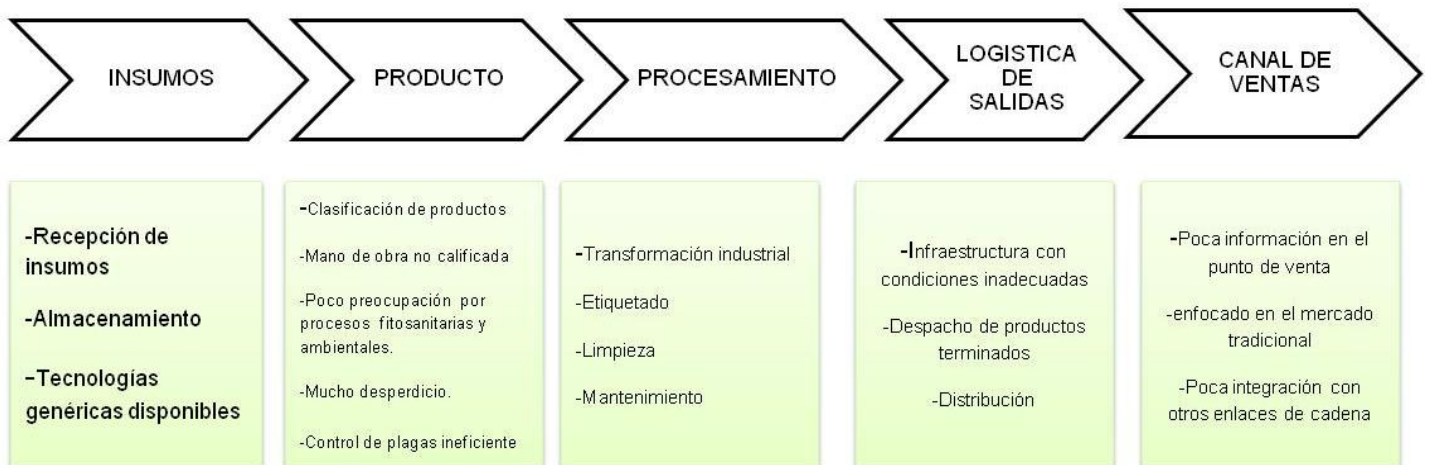 INSUMOS
PRODUCTO
PROCESAMIENTO
LOGISTICA
DE
SALIDAS
CANAL DE
VENTAS
-Recepción de
insumos
-Almacenamiento
-Tecnologías
genéricas disponibles
-Clasificación de productos
-Mano de obra no calificada
-Poco preocupación por
procesos fitosanitarias y
ambientales.
-Mucho desperdicio.
-Control de plagas ineficiente
-Transformación industrial
-Etiquetado
-Limpieza
-Mantenimiento
-Infraestructura con
condiciones inadecuadas
-Despacho de productos
terminados
-Distribución
-Poca información en el
punto de venta
-enfocado en el mercado
tradicional
-Poca integración con
otros enlaces de cadena